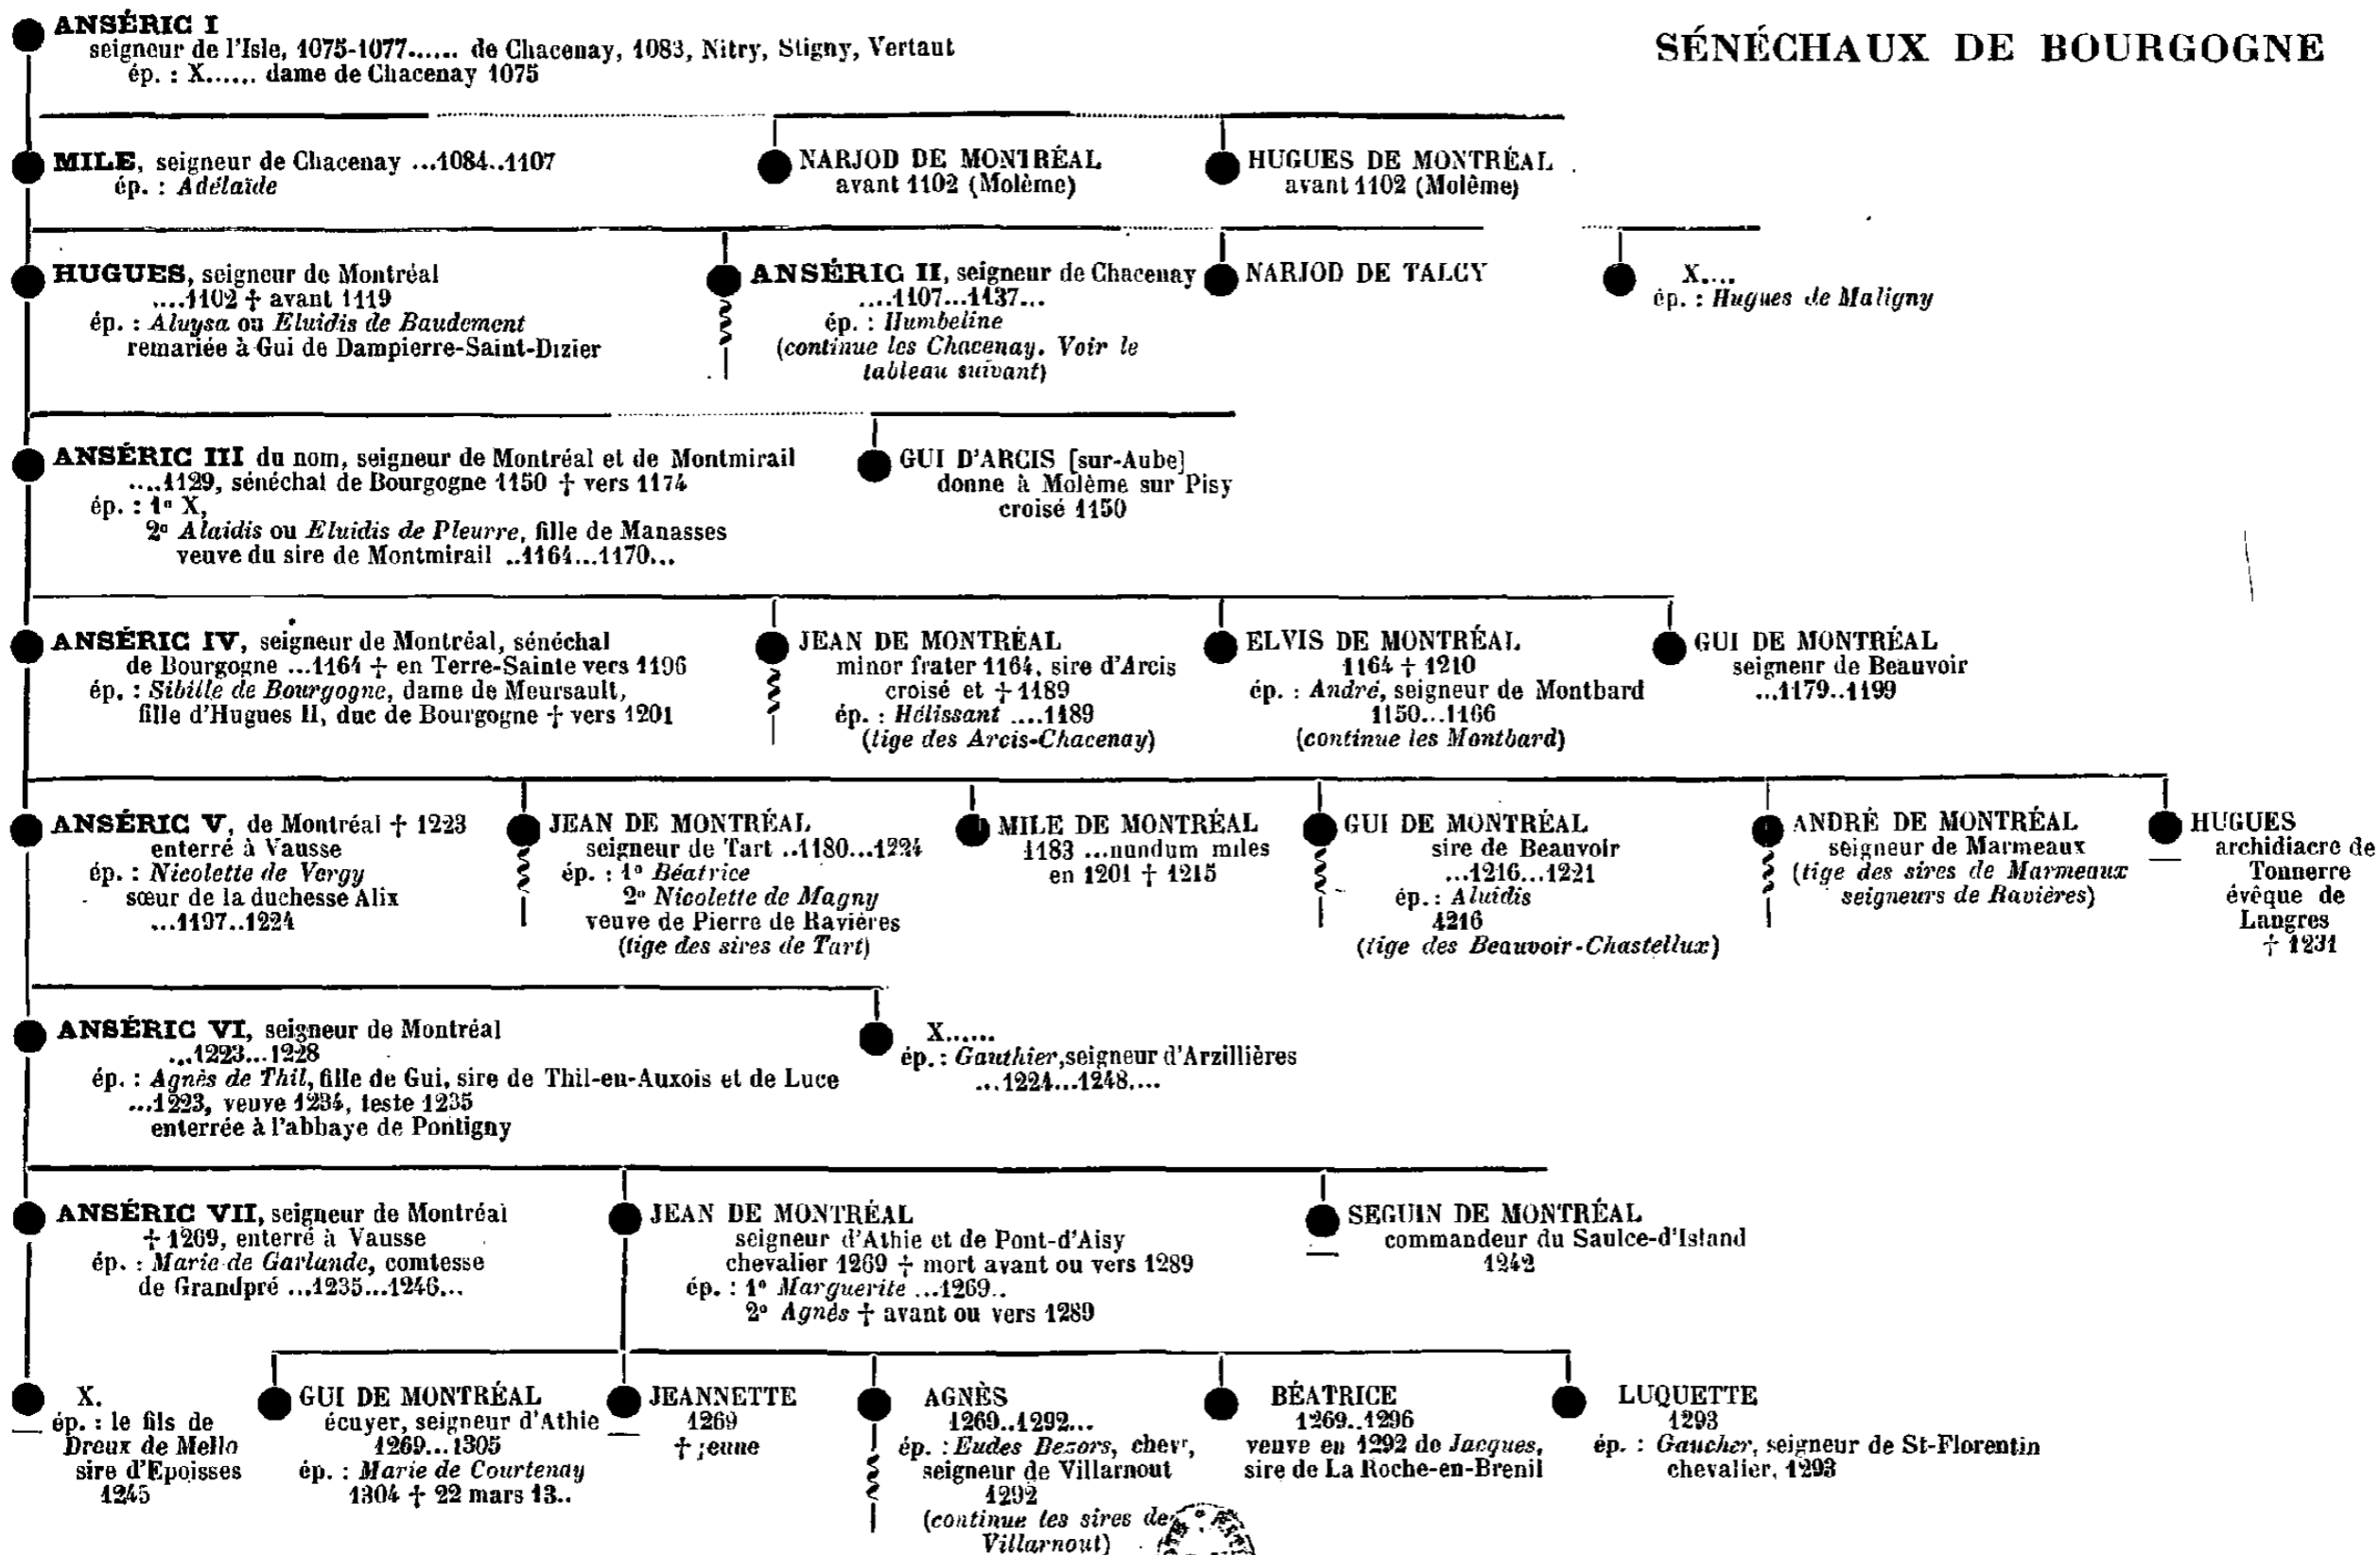 SÉNÉCHAUX DE BOURGOGNE
ANSÉRIC I
seigneur de l'Isle, 1075-1077...... de Chacenay, 1083, Nitry, Stigny, Vertaut
ép. : X...... dame de Chacenay 1075
MILE, seigneur de Chacenay ...1084..1107
ép. : Adélaïde
NARJOD DE MONTRÉAL
avant 1102 (Molème)
HUGUES DE MONTRÉAL
avant 1102 (Molême)
HUGUES, seigneur de Montréal
....1102 † avant 1119
ép. : Aluysa ou Eluidis de Baudement
remariée à Gui de Dampierre-Saint-Dizier
ANSÉRIC II, seigneur de Chacenay
....1107...1137...
ép. : Humbeline
(continue les Chacenay. Voir le
tableau suivant)
NARJOD DE TALCY
X....
ép. : Hugues de Maligny
ANSÉRIC III du nom, seigneur de Montréal et de Montmirail
....1129, sénéchal de Bourgogne 1150 † vers 1174
ép. : 1º X,
2º Alaidis ou Eluidis de Pleurre, fille de Manasses
veuve du sire de Montmirail ..1164...1170...
GUI D'ARCIS [sur-Aube]
donne à Molème sur Pisy
croisé 1150
ANSÉRIC IV, seigneur de Montréal, sénéchal
de Bourgogne ...1164 † en Terre-Sainte vers 1196
ép. : Sibille de Bourgogne, dame de Meursault,
fille d'Hugues II, duc de Bourgogne † vers 1201
JEAN DE MONTRÉAL
minor frater 1164, sire d'Arcis
croisé et † 1189
ép. : Hélissant ....1189
(tige des Arcis-Chacenay)
ELVIS DE MONTRÉAL
1164 † 1210
ép. : André, seigneur de Montbard
1150...1166
(continue les Montbard)
GUI DE MONTRÉAL
seigneur de Beauvoir
...1179..1199
ANSÉRIC V, de Montréal † 1223
enterré à Vausse
ép. : Nicolette de Vergy
sœur de la duchesse Alix
...1197..1224
JEAN DE MONTRÉAL
seigneur de Tart ..1180...1224
ép. : 1º Béatrice
2º Nicolette de Magny
veuve de Pierre de Ravières
(tige des sires de Tart)
MILE DE MONTRÉAL
1183 ...nundum miles
en 1201 † 1215
GUI DE MONTRÉAL
sire de Beauvoir
...1216...1221
ép. : Aluidis
4216
(tige des Beauvoir-Chastellux)
ANDRÉ DE MONTRÉAL
seigneur de Marmeaux
(tige des sires de Marmeaux
seigneurs de Ravières)
HUGUES
archidiacre de
Tonnerre
évêque de
Langres
† 1231
ANSÉRIC VI, seigneur de Montréal
...1223...1228
ép. : Agnès de Thil, fille de Gui, sire de Thil-en-Auxois et de Luce
...1223, veuve 1234, teste 1235
enterrée à l'abbaye de Pontigny
X......
ép. : Gauthier, seigneur d'Arzillières
...1224...1248....
ANSÉRIC VII, seigneur de Montréal
† 1269, enterré à Vausse
ép. : Marie de Garlande, comtesse
de Grandpré ...1235...1246...
JEAN DE MONTRÉAL
seigneur d'Athie et de Pont-d'Aisy
chevalier 1269 † mort avant ou vers 1289
ép. : 1º Marguerite ...1269..
2º Agnès † avant ou vers 1289
SEGUIN DE MONTRÉAL
commandeur du Saulce-d'Island
1242
X.
ép. : le fils de
Dreux de Mello
sire d'Epoisses
1245
GUI DE MONTRÉAL
écuyer, seigneur d'Athie
1269...1305
ép. : Marie de Courtenay
1304 † 22 mars 13..
JEANNETTE
1269
† jeune
AGNÈS
1269..1292...
ép. : Eudes Bezors, chevr,
seigneur de Villarnout
1292
(continue les sires de
Villarnout)
BÉATRICE
1269..1296
veuve en 1292 de Jacques,
sire de La Roche-en-Brenil
LUQUETTE
1293
ép. : Gaucher, seigneur de St-Florentin
chevalier, 1293